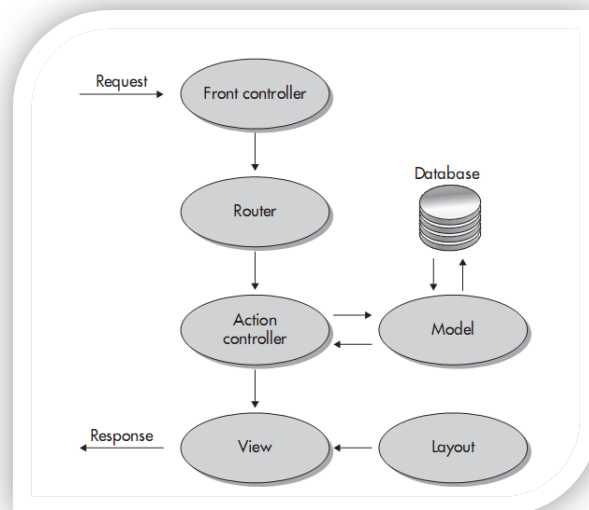 Request
Front controller
Database
Router
Action
controller
Model
Response
View
Layout